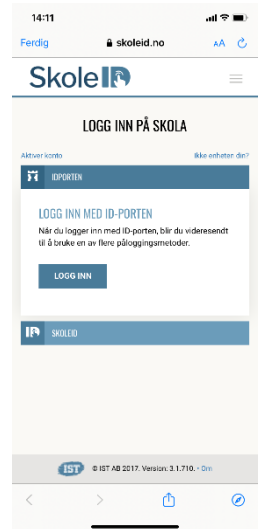 14:11
Ferdig
skoleid.no
AA
SkoleID
LOGG INN PÅ SKOLA
Aktiver konto
Ikke enheten din?
IDPORTEN
LOGG INN MED ID-PORTEN
Når du logger inn med ID-porten, blir du videresendt
til å bruke en av flere påloggingsmetoder.
LOGG INN
SKOLEID
IST
© IST AB 2017. Version: 3.1.710. - Om